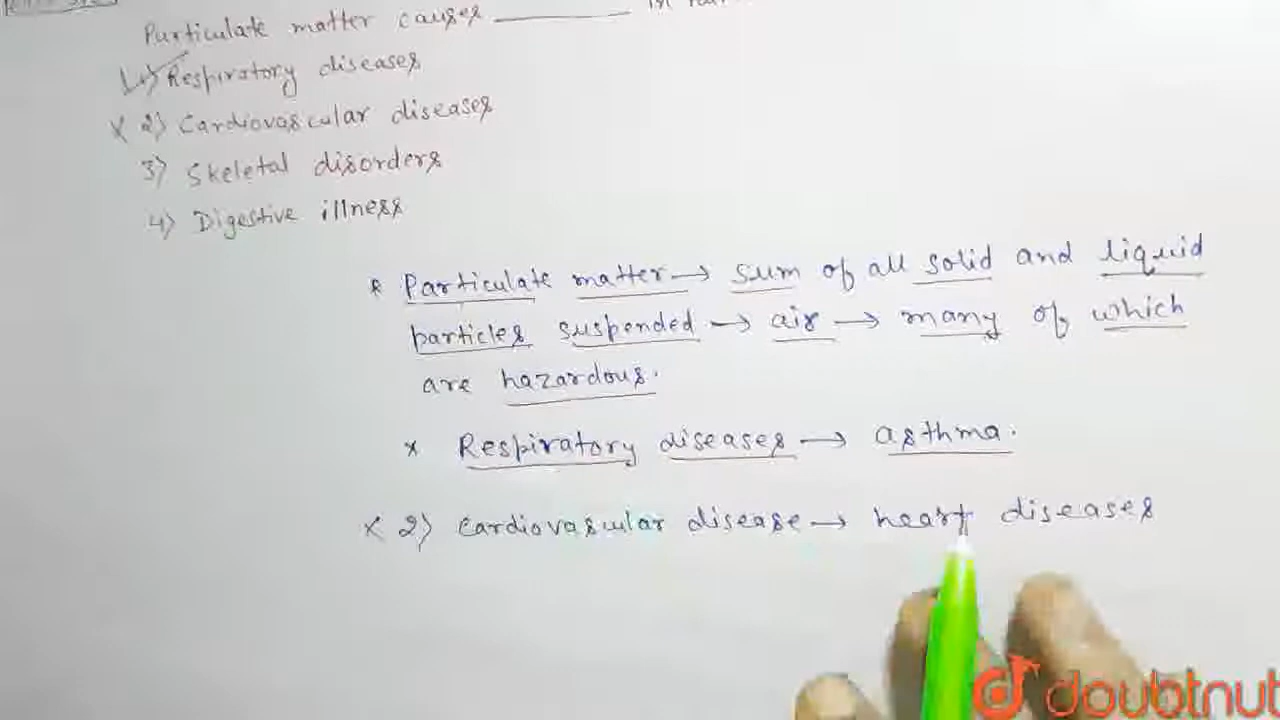 Particulate matter causes ________ in
1) Respiratory diseases
x 2) Cardiovascular diseases
3) Skeletal disorders
4) Digestive illness
* Particulate matter → sum of all solid and liquid
particles suspended → air → many of which
are hazardous.
* Respiratory diseases → asthma.
x 2) Cardiovascular disease → heart diseases
doubtnut